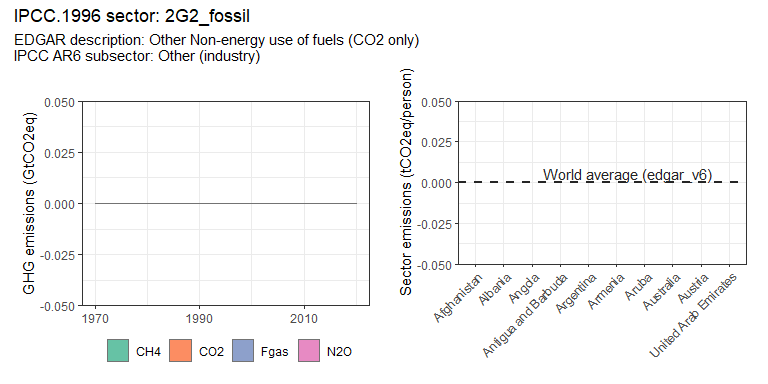 IPCC.1996 sector: 2G2_fossil
EDGAR description: Other Non-energy use of fuels (CO2 only)
IPCC AR6 subsector: Other (industry)
GHG emissions (GtCO2eq)
0.050
0.025
0.000
-0.025
-0.050
1970
1990
2010
CH4
CO2
Fgas
N2O
Sector emissions (tCO2eq/person)
0.050
0.025
0.000
-0.025
-0.050
World average (edgar_v6)
Afghanistan
Albania
Angola
Antigua and Barbuda
Argentina
Armenia
Aruba
Australia
Austria
United Arab Emirates